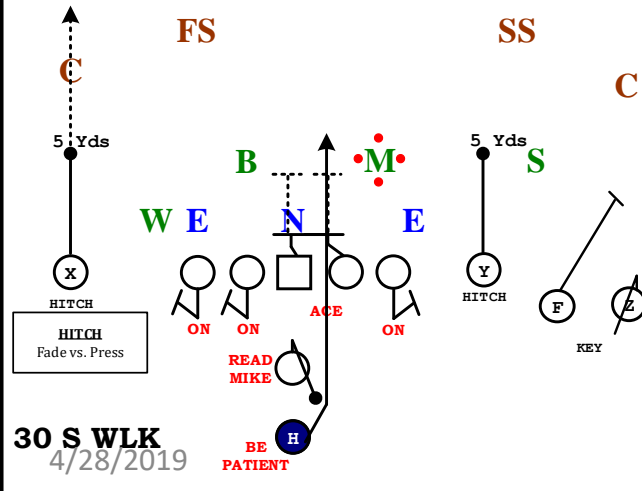 FS
SS
C
C
5 Yds
5 Yds
B
M
S
W
E
N
E
X
Y
HITCH
HITCH
F
Z
ACE
ON
ON
ON
KEY
HITCH
Fade vs. Press
READ
MIKE
H
BE
PATIENT
30 S WLK
4/28/2019